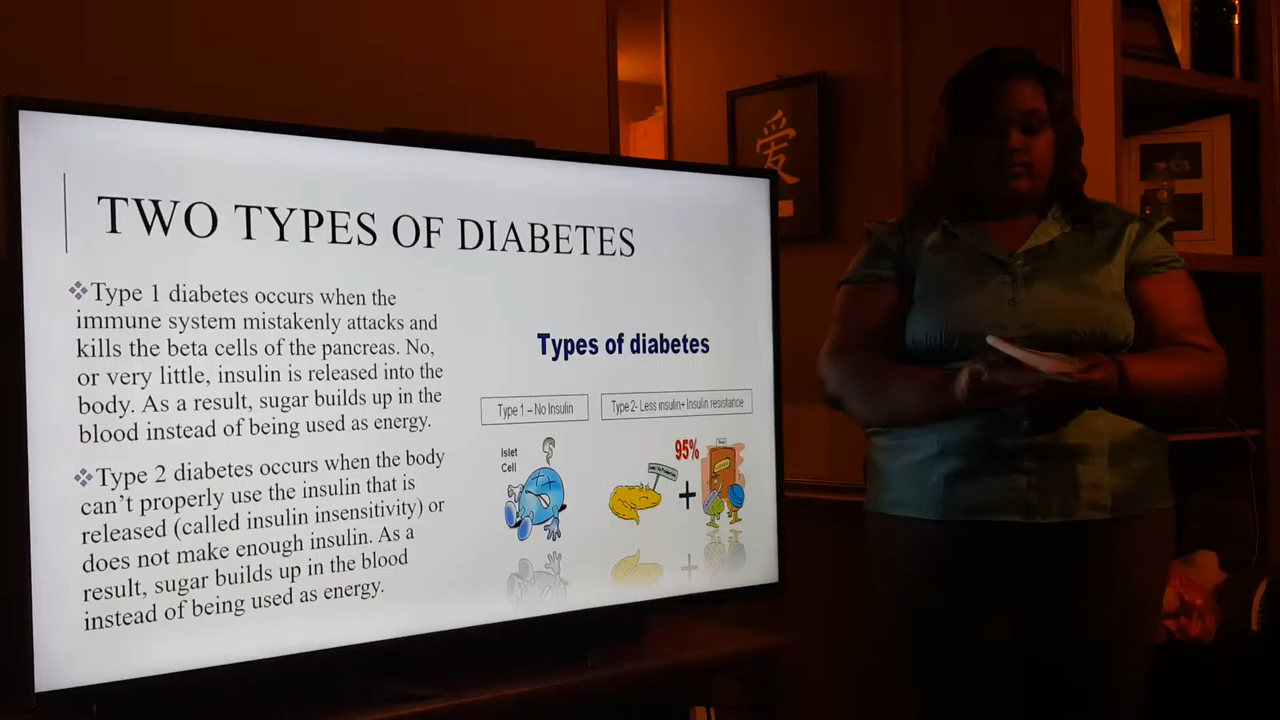 爱
TWO TYPES OF DIABETES
❖Type 1 diabetes occurs when the
immune system mistakenly attacks and
kills the beta cells of the pancreas. No,
or very little, insulin is released into the
body. As a result, sugar builds up in the
blood instead of being used as energy.
❖Type 2 diabetes occurs when the body
can't properly use the insulin that is
released (called insulin insensitivity) or
does not make enough insulin. As a
result, sugar builds up in the blood
instead of being used as energy.
Types of diabetes
Type 1 – No Insulin
Type 2- Less insulin+ Insulin resistance
Islet
Cell
95%
+